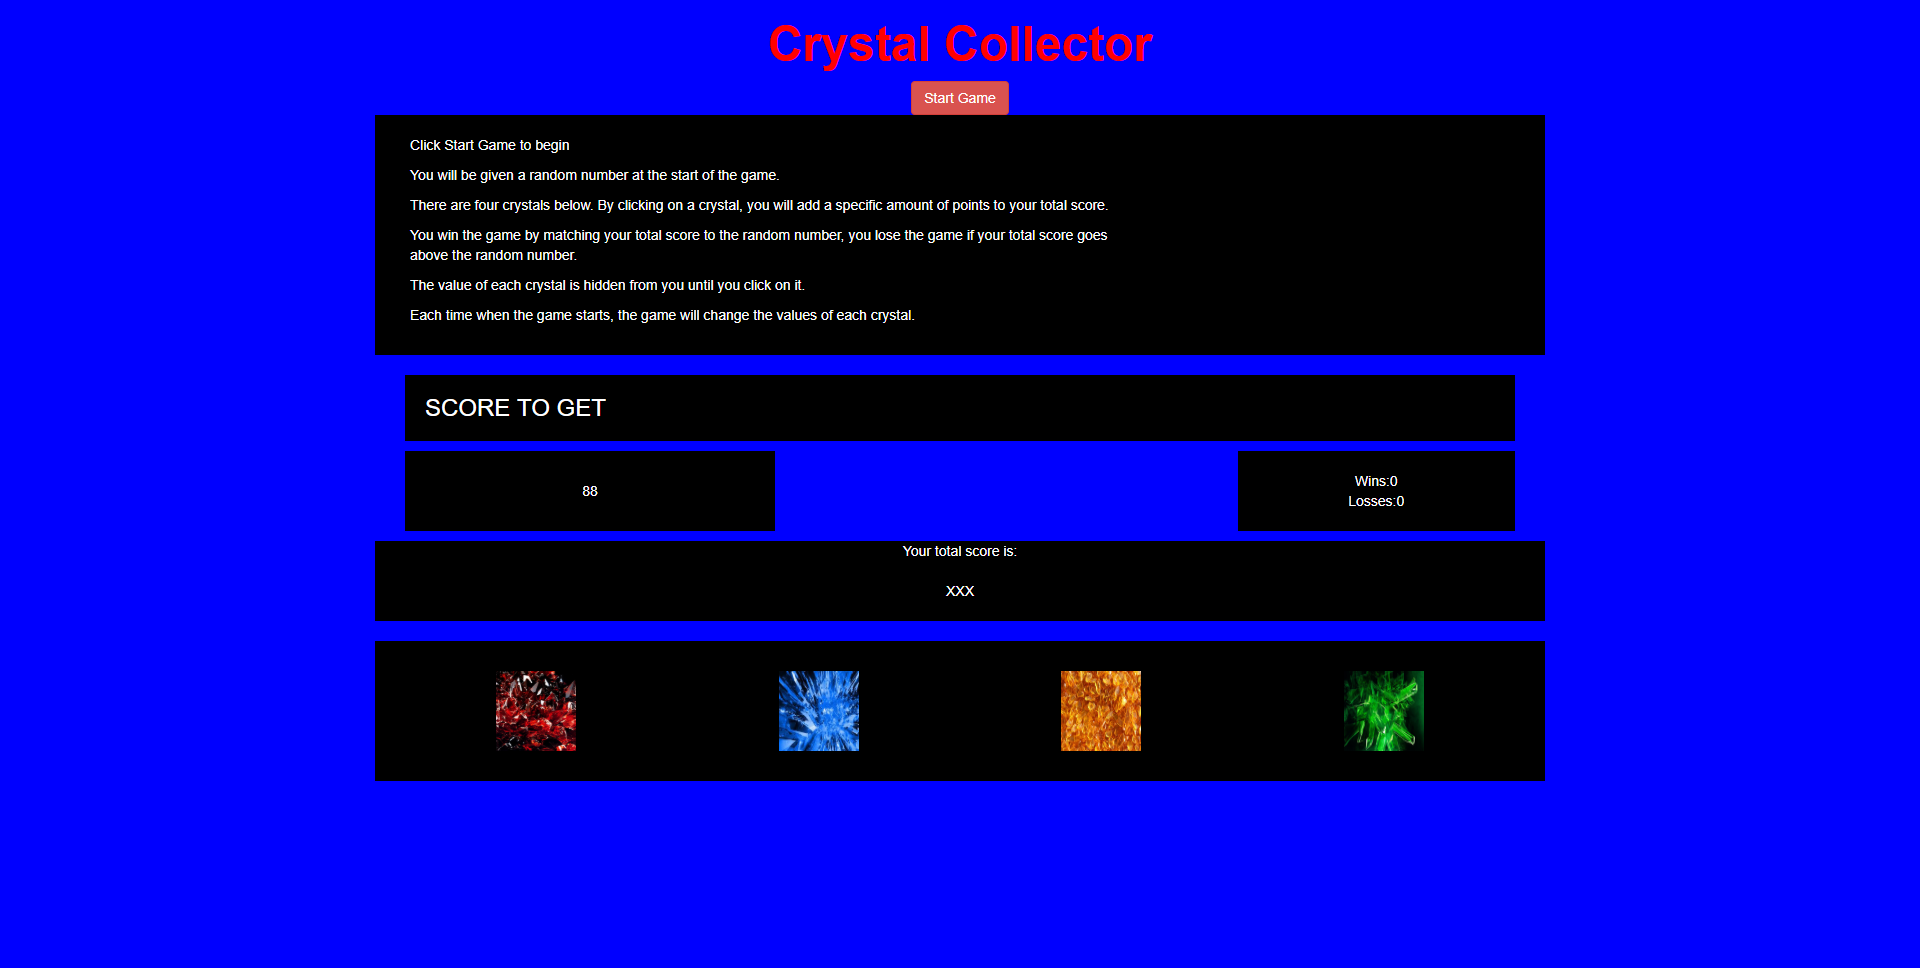 Crystal Collector
Start Game
Click Start Game to begin
You will be given a random number at the start of the game.
There are four crystals below. By clicking on a crystal, you will add a specific amount of points to your total score.
You win the game by matching your total score to the random number, you lose the game if your total score goes
above the random number.
The value of each crystal is hidden from you until you click on it.
Each time when the game starts, the game will change the values of each crystal.
SCORE TO GET
88
Wins:0
Losses:0
Your total score is:
XXX